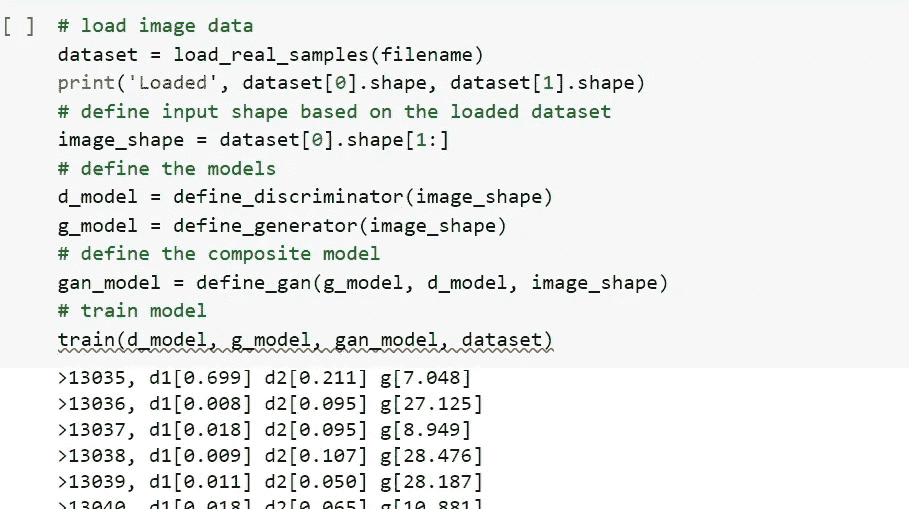 [ ] # load image data
dataset = load_real_samples(filename)
print('Loaded', dataset[0].shape, dataset[1].shape)
# define input shape based on the loaded dataset
image_shape = dataset[0].shape[1:]
# define the models
d_model = define_discriminator(image_shape)
g_model = define_generator(image_shape)
# define the composite model
gan_model = define_gan(g_model, d_model, image_shape)
# train model
train(d_model, g_model, gan_model, dataset)
>13035, d1[0.699] d2[0.211] g[7.048]
>13036, d1[0.008] d2[0.095] g[27.125]
>13037, d1[0.018] d2[0.095] g[8.949]
>13038, d1[0.009] d2[0.107] g[28.476]
>13039, d1[0.011] d2[0.050] g[28.187]
>13040, d1[0.018] d2[0.065] g[10.881]